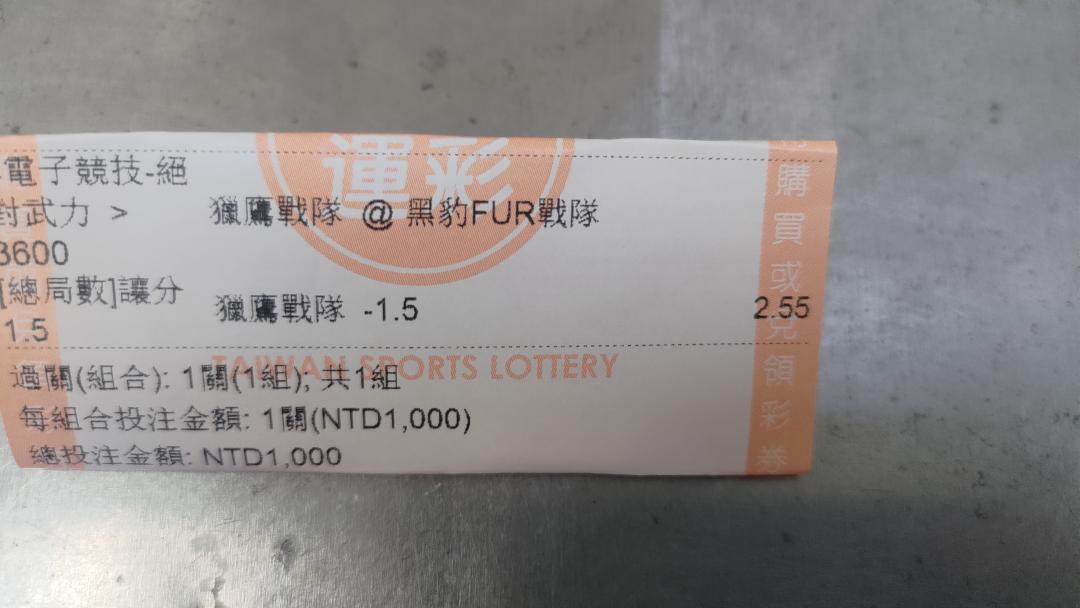 運彩
電子競技-絕
對武力 > 獵鷹戰隊 @ 黑豹FUR戰隊
3600
[總局數]讓分
獵鷹戰隊 -1.5 2.55
1.5
TAIWAN SPORTS LOTTERY
過關(組合): 1關(1組); 共1組
每組合投注金額: 1關(NTD1,000)
總投注金額: NTD1,000
購買或兌領彩券